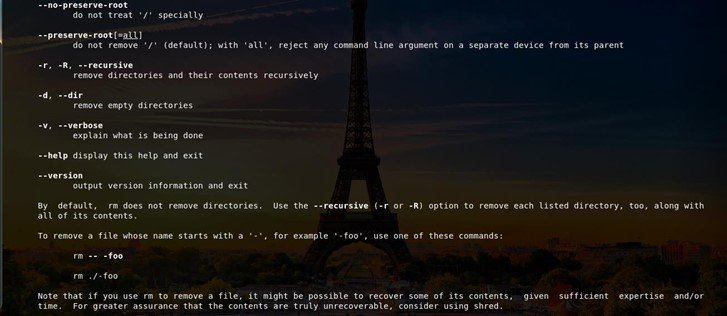 --no-preserve-root
do not treat '/' specially
--preserve-root[=all]
do not remove '/' (default); with 'all', reject any command line argument on a separate device from its parent
-r, -R, --recursive
remove directories and their contents recursively
-d, --dir
remove empty directories
-v, --verbose
explain what is being done
--help display this help and exit
--version
output version information and exit
By default, rm does not remove directories. Use the --recursive (-r or -R) option to remove each listed directory, too, along with
all of its contents.
To remove a file whose name starts with a '-', for example '-foo', use one of these commands:
rm -- -foo
rm ./-foo
Note that if you use rm to remove a file, it might be possible to recover some of its contents, given sufficient expertise and/or
time. For greater assurance that the contents are truly unrecoverable, consider using shred.